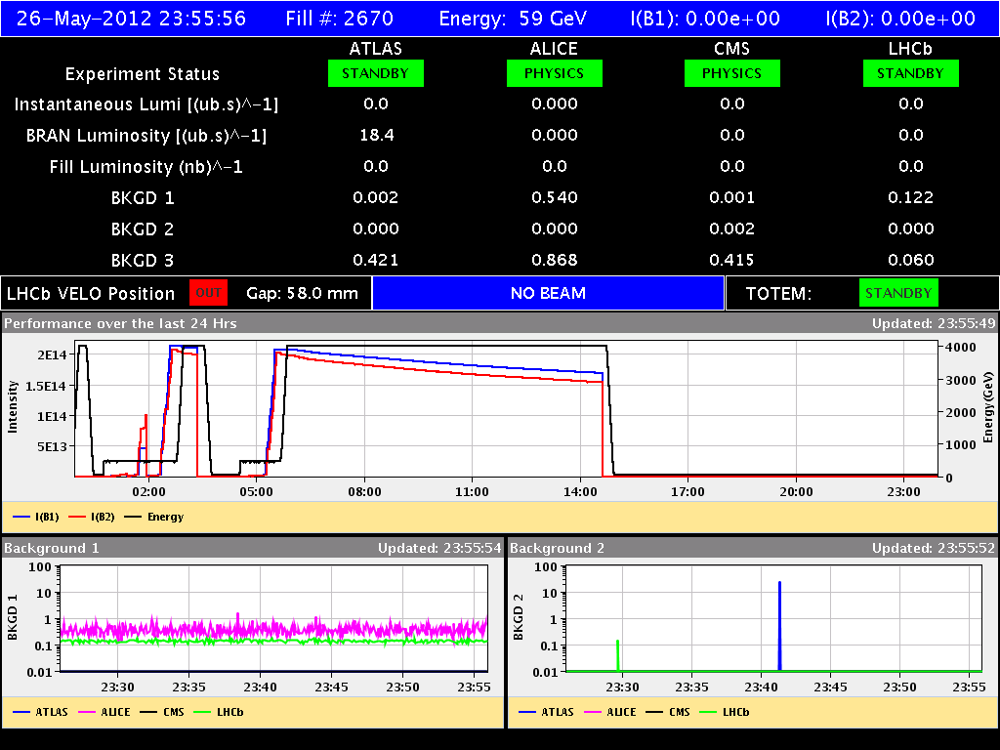 26-May-2012 23:55:56 Fill #: 2670 Energy: 59 GeV I(B1): 0.00e+00 I(B2): 0.00e+00
ATLAS ALICE CMS LHCb
Experiment Status STANDBY PHYSICS PHYSICS STANDBY
Instantaneous Lumi [(ub.s)^-1] 0.0 0.000 0.0 0.0
BRAN Luminosity [(ub.s)^-1] 18.4 0.000 0.0 0.0
Fill Luminosity (nb)^-1 0.0 0.0 0.0 0.0
BKGD 1 0.002 0.540 0.001 0.122
BKGD 2 0.000 0.000 0.002 0.000
BKGD 3 0.421 0.868 0.415 0.060
LHCb VELO Position OUT Gap: 58.0 mm NO BEAM TOTEM: STANDBY
Performance over the last 24 Hrs Updated: 23:55:49
Intensity
2E14
1.5E14
1E14
5E13
4000
3000
2000
1000
0
Energy(GeV)
02:00 05:00 08:00 11:00 14:00 17:00 20:00 23:00
I(B1) I(B2) Energy
Background 1 Updated: 23:55:54
BKGD 1
100
10
1
0.1
0.01
23:30 23:35 23:40 23:45 23:50 23:55
ATLAS ALICE CMS LHCb
Background 2 Updated: 23:55:52
BKGD 2
100
10
1
0.1
0.01
23:30 23:35 23:40 23:45 23:50 23:55
ATLAS ALICE CMS LHCb